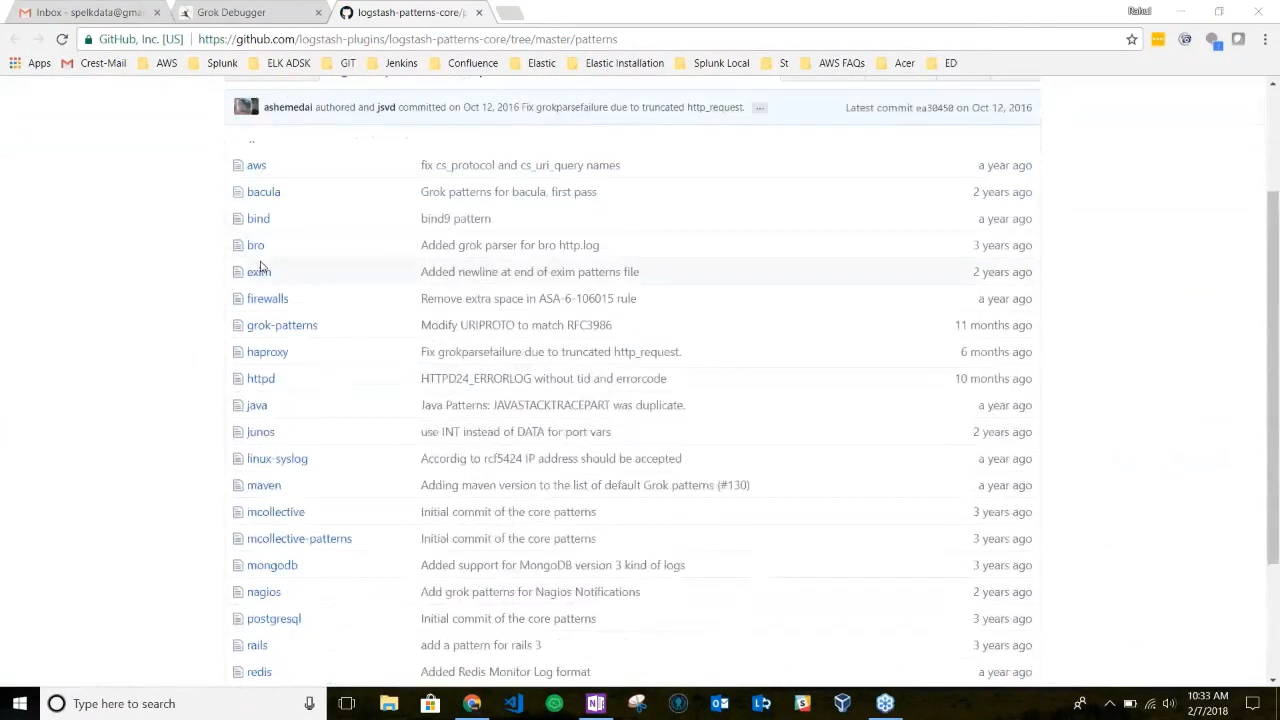 Inbox - spelkdata@gma
Grok Debugger
logstash-patterns-core/p
Rahul
GitHub, Inc. [US]
https://github.com/logstash-plugins/logstash-patterns-core/tree/master/patterns
Apps
Crest-Mail
AWS
Splunk
ELK ADSK
GIT
Jenkins
Confluence
Elastic
Elastic Installation
Splunk Local
St
AWS FAQs
Acer
ED
ashemedai authored and jsvd committed on Oct 12, 2016 Fix grokparsefailure due to truncated http_request. ...
Latest commit ea30450 on Oct 12, 2016
..
aws fix cs_protocol and cs_uri_query names a year ago
bacula Grok patterns for bacula, first pass 2 years ago
bind bind9 pattern a year ago
bro Added grok parser for bro http.log 3 years ago
exim Added newline at end of exim patterns file 2 years ago
firewalls Remove extra space in ASA-6-106015 rule a year ago
grok-patterns Modify URIPROTO to match RFC3986 11 months ago
haproxy Fix grokparsefailure due to truncated http_request. 6 months ago
httpd HTTPD24_ERRORLOG without tid and errorcode 10 months ago
java Java Patterns: JAVASTACKTRACEPART was duplicate. a year ago
junos use INT instead of DATA for port vars 2 years ago
linux-syslog Accordig to rcf5424 IP address should be accepted a year ago
maven Adding maven version to the list of default Grok patterns (#130) a year ago
mcollective Initial commit of the core patterns 3 years ago
mcollective-patterns Initial commit of the core patterns 3 years ago
mongodb Added support for MongoDB version 3 kind of logs 3 years ago
nagios Add grok patterns for Nagios Notifications 2 years ago
postgresql Initial commit of the core patterns 3 years ago
rails add a pattern for rails 3 3 years ago
redis Added Redis Monitor Log format a year ago
Type here to search
10:33 AM
2/7/2018